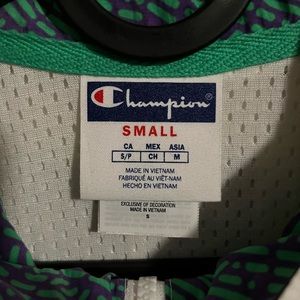 Champion
SMALL
CA MEX ASIA
S/P CH M
MADE IN VIETNAM
FABRIQUÉ AU VIÊT-NAM
HECHO EN VIETNAM
EXCLUSIVE OF DECORATION
MADE IN VIETNAM
S